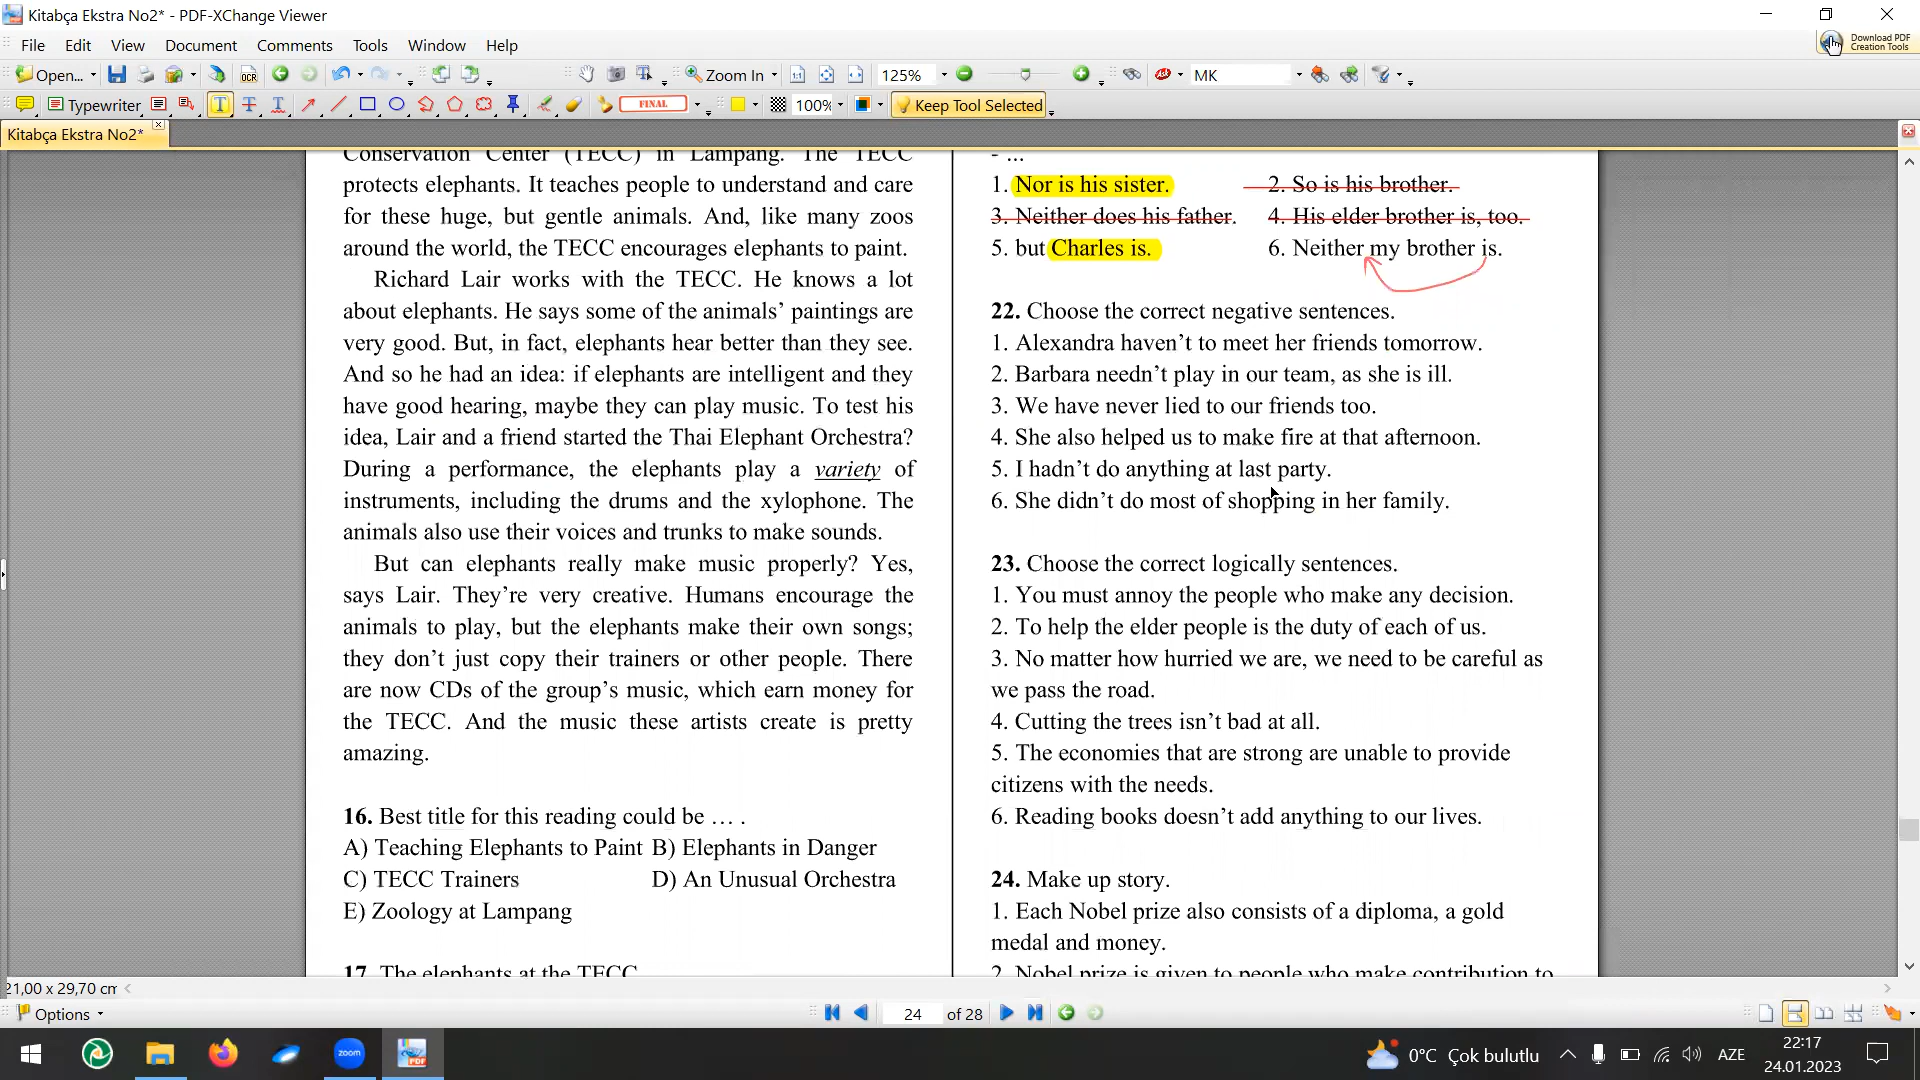 Kitabça Ekstra No2* - PDF-XChange Viewer
File Edit View Document Comments Tools Window Help
Download PDF
Creation Tools
Open... OCR Zoom In 1:1 125% MK
Typewriter FINAL 100% Keep Tool Selected
Kitabça Ekstra No2*
Conservation Center (TECC) in Lampang. The TECC
protects elephants. It teaches people to understand and care
for these huge, but gentle animals. And, like many zoos
around the world, the TECC encourages elephants to paint.
Richard Lair works with the TECC. He knows a lot
about elephants. He says some of the animals’ paintings are
very good. But, in fact, elephants hear better than they see.
And so he had an idea: if elephants are intelligent and they
have good hearing, maybe they can play music. To test his
idea, Lair and a friend started the Thai Elephant Orchestra?
During a performance, the elephants play a variety of
instruments, including the drums and the xylophone. The
animals also use their voices and trunks to make sounds.
But can elephants really make music properly? Yes,
says Lair. They’re very creative. Humans encourage the
animals to play, but the elephants make their own songs;
they don’t just copy their trainers or other people. There
are now CDs of the group’s music, which earn money for
the TECC. And the music these artists create is pretty
amazing.
16. Best title for this reading could be … .
A) Teaching Elephants to Paint B) Elephants in Danger
C) TECC Trainers D) An Unusual Orchestra
E) Zoology at Lampang
17. The elephants at the TECC
- ...
1. Nor is his sister. 2. So is his brother.
3. Neither does his father. 4. His elder brother is, too.
5. but Charles is. 6. Neither my brother is.
22. Choose the correct negative sentences.
1. Alexandra haven’t to meet her friends tomorrow.
2. Barbara needn’t play in our team, as she is ill.
3. We have never lied to our friends too.
4. She also helped us to make fire at that afternoon.
5. I hadn’t do anything at last party.
6. She didn’t do most of shopping in her family.
23. Choose the correct logically sentences.
1. You must annoy the people who make any decision.
2. To help the elder people is the duty of each of us.
3. No matter how hurried we are, we need to be careful as
we pass the road.
4. Cutting the trees isn’t bad at all.
5. The economies that are strong are unable to provide
citizens with the needs.
6. Reading books doesn’t add anything to our lives.
24. Make up story.
1. Each Nobel prize also consists of a diploma, a gold
medal and money.
2. Nobel prize is given to people who make contribution to
21,00 x 29,70 cm
Options 24 of 28
zoom PDF 0°C Çok bulutlu AZE 22:17
24.01.2023